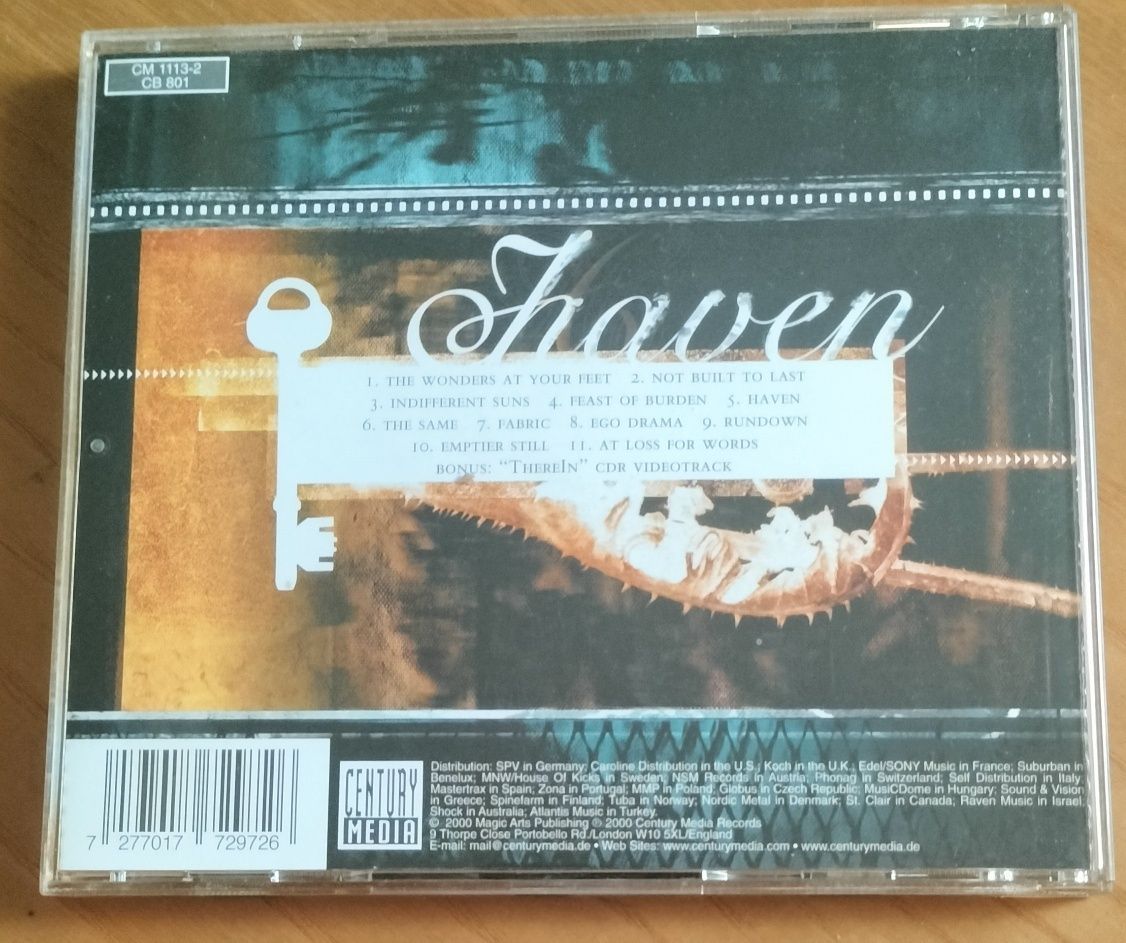 CM 1113-2
CB 801
Haven
1. THE WONDERS AT YOUR FEET 2. NOT BUILT TO LAST
3. INDIFFERENT SUNS 4. FEAST OF BURDEN 5. HAVEN
6. THE SAME 7. FABRIC 8. EGO DRAMA 9. RUNDOWN
10. EMPTIER STILL 11. AT LOSS FOR WORDS
BONUS: "THEREIN" CDR VIDEOTRACK
7 277017 729726
CENTURY
MEDIA
Distribution: SPV in Germany; Caroline Distribution in the U.S.; Koch in the U.K.; Edel/SONY Music in France; Suburban in
Benelux; MNW/House Of Kicks in Sweden; NSM Records in Austria; Phonag in Switzerland; Self Distribution in Italy;
Mastertrax in Spain; Zona in Portugal; MMP in Poland; Globus in Czech Republic; MusiCDome in Hungary; Sound & Vision
in Greece; Spinefarm in Finland; Tuba in Norway; Nordic Metal in Denmark; St. Clair in Canada; Raven Music in Israel;
Shock in Australia; Atlantis Music in Turkey.
© 2000 Magic Arts Publishing ℗ 2000 Century Media Records
9 Thorpe Close Portobello Rd./London W10 5XL/England
E-mail: mail@centurymedia.de • Web Sites: www.centurymedia.com • www.centurymedia.de